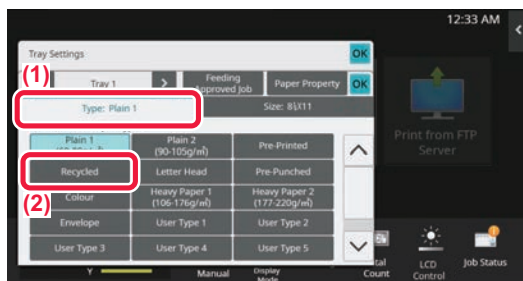 12:33 AM
Tray Settings
OK
(1)
Tray 1
>
Feeding
Approved Job
Paper Property
OK
Type: Plain 1
Size: 8½X11
Plain 1
Plain 2
(90-105g/㎡)
Pre-Printed
Recycled
Letter Head
Pre-Punched
(2)
Colour
Heavy Paper 1
(106-176g/㎡)
Heavy Paper 2
(177-220g/㎡)
Envelope
User Type 1
User Type 2
User Type 3
User Type 4
User Type 5
Print from
FTP
Server
Y
Manual
Display
Mode
tal
Count
LCD
Control
Job Status